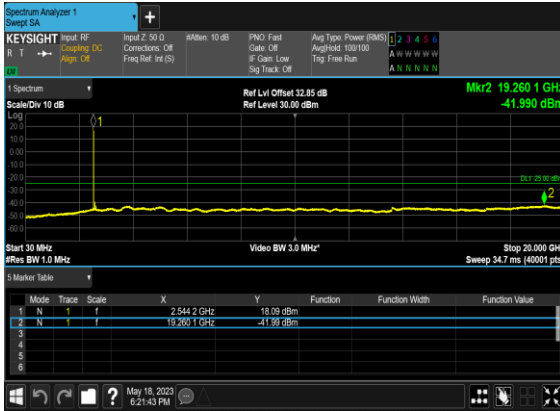 Spectrum Analyzer 1
Swept SA
+
KEYSIGHT
R T
Input: RF
Coupling: DC
Align: Off
Input Z: 50 Ω
Corrections: Off
Freq Ref: Int (S)
#Atten: 10 dB
PNO: Fast
Gate: Off
IF Gain: Low
Sig Track: Off
Avg Type: Power (RMS)
Avg|Hold: 100/100
Trig: Free Run
1 2 3 4 5 6
A W W W W W
A N N N N N
1 Spectrum
Scale/Div 10 dB
Ref Lvl Offset 32.85 dB
Ref Level 30.00 dBm
Mkr2 19.260 1 GHz
-41.990 dBm
Log
20.0
10.0
0.00
-10.0
-20.0
-30.0
-40.0
-50.0
-60.0
1
2
Start 30 MHz
#Res BW 1.0 MHz
Video BW 3.0 MHz*
Stop 20.000 GH
Sweep 34.7 ms (40001 pts
5 Marker Table
Mode Trace Scale X Y Function Function Width Function Value
1 N 1 f 2.544 2 GHz 18.09 dBm
2 N 1 f 19.260 1 GHz -41.99 dBm
3
4
5
6
?
May 18, 2023
6:21:43 PM